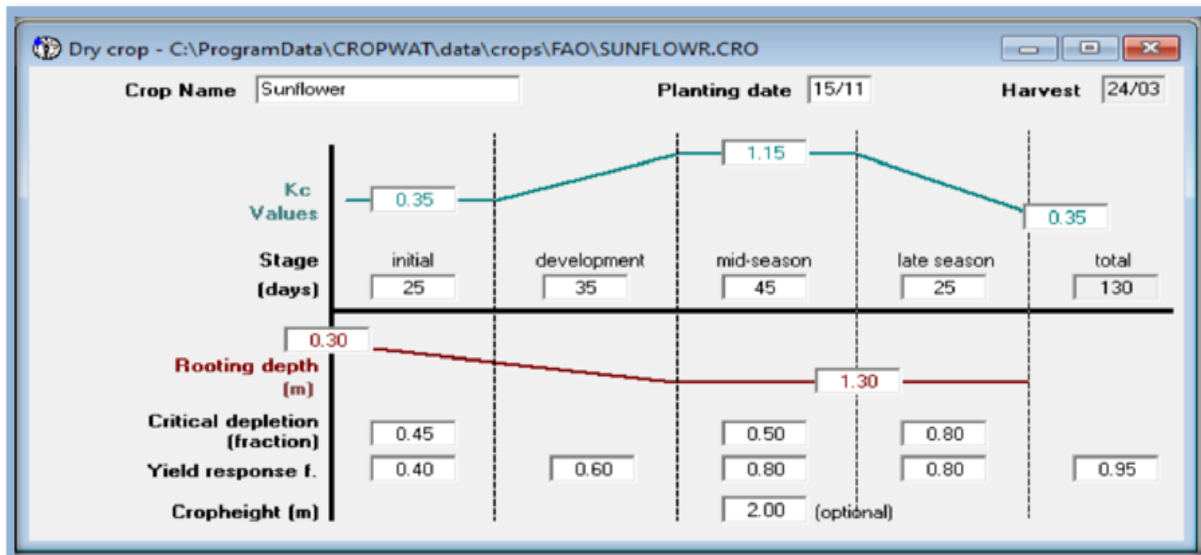 Dry crop - C:\ProgramData\CROPWAT\data\crops\FAO\SUNFLOWR.CRO
Crop Name Sunflower Planting date 15/11 Harvest 24/03
Kc Values 0.35 1.15 0.35
Stage initial development mid-season late season total
(days) 25 35 45 25 130
0.30
Rooting depth
(m) 1.30
Critical depletion
(fraction) 0.45 0.50 0.80
Yield response f. 0.40 0.60 0.80 0.80 0.95
Cropheight (m) 2.00 (optional)